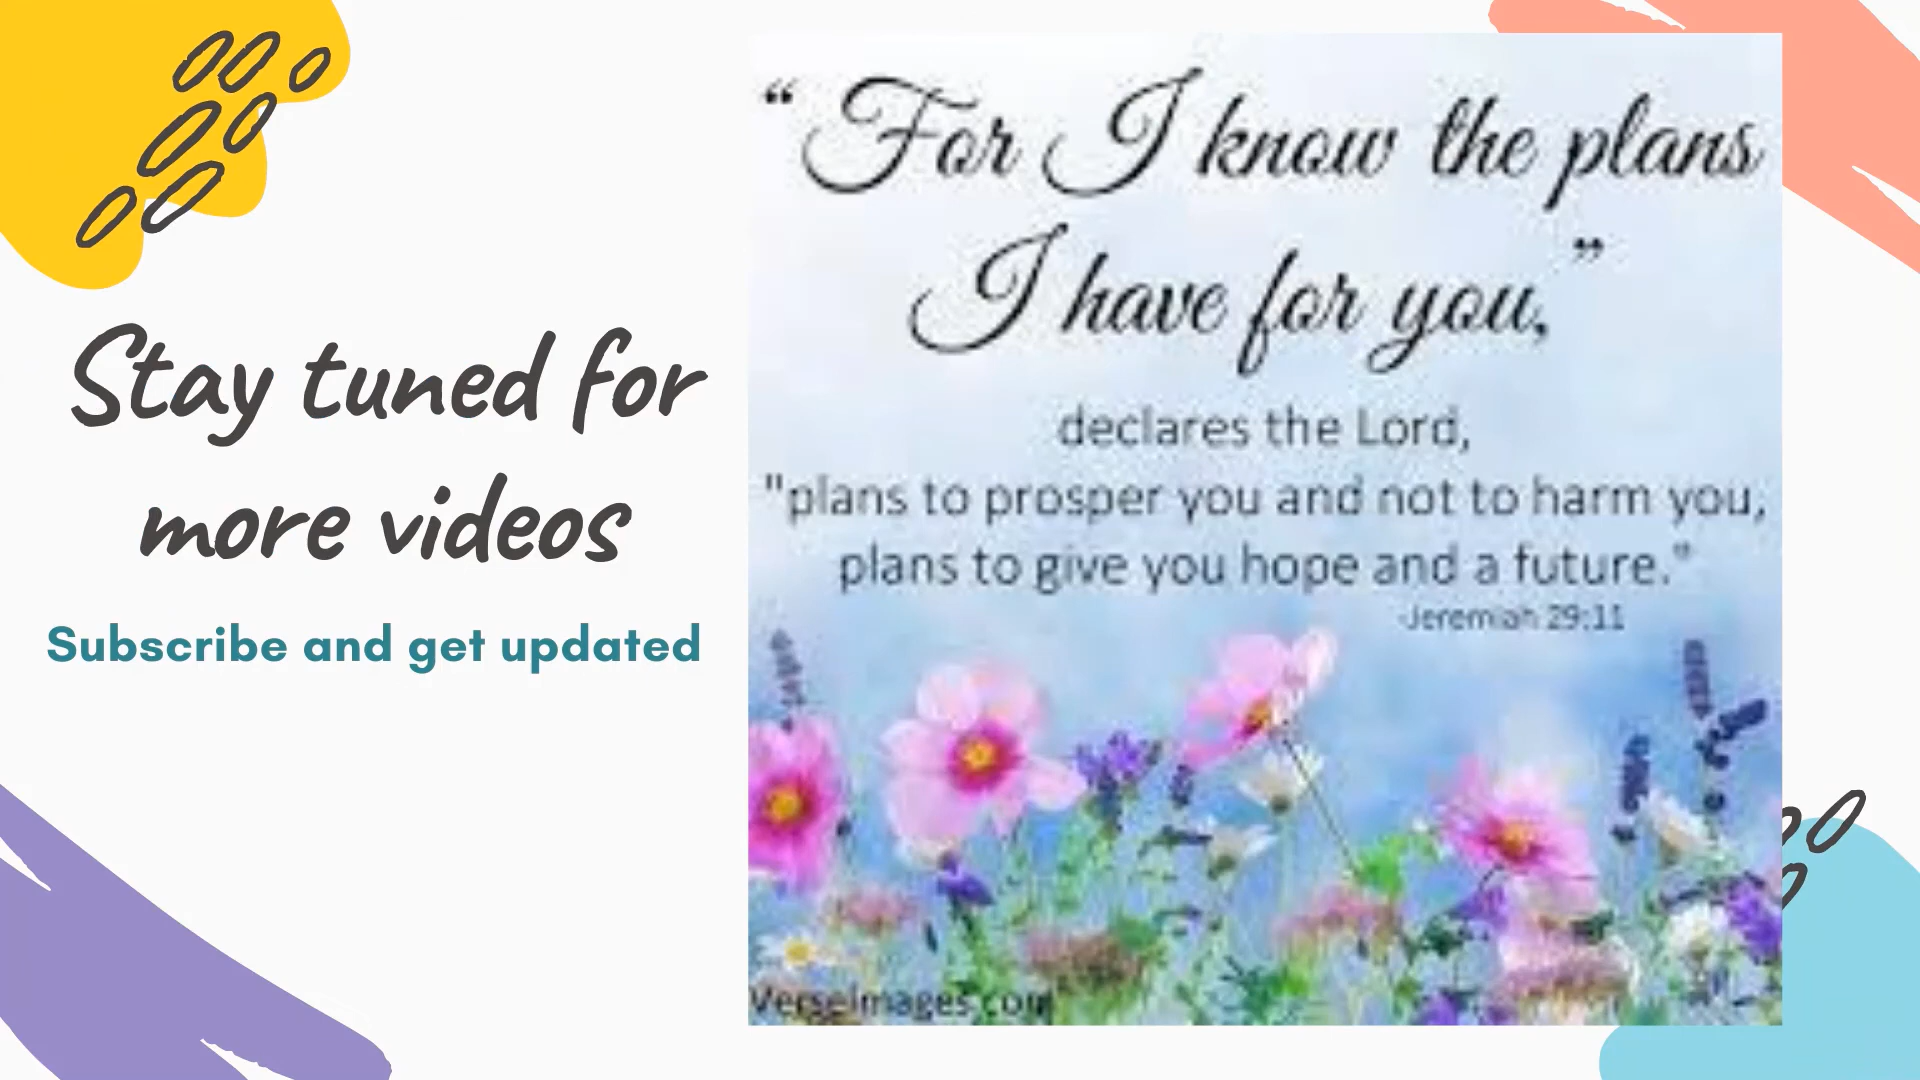 Stay tuned for
more videos
Subscribe and get updated
“For I know the plans
I have for you,”
declares the Lord,
"plans to prosper you and not to harm you,
plans to give you hope and a future."
-Jeremiah 29:11
VerseImages.com